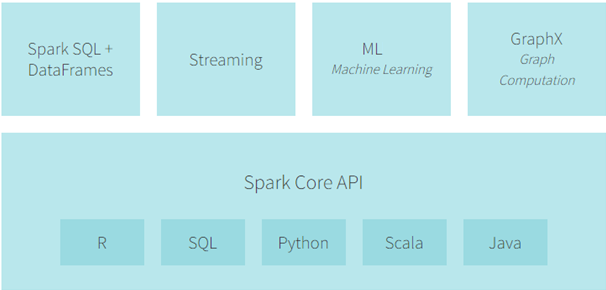 Spark SQL +
DataFrames
Streaming
ML
Machine Learning
GraphX
Graph
Computation
Spark Core API
R
SQL
Python
Scala
Java